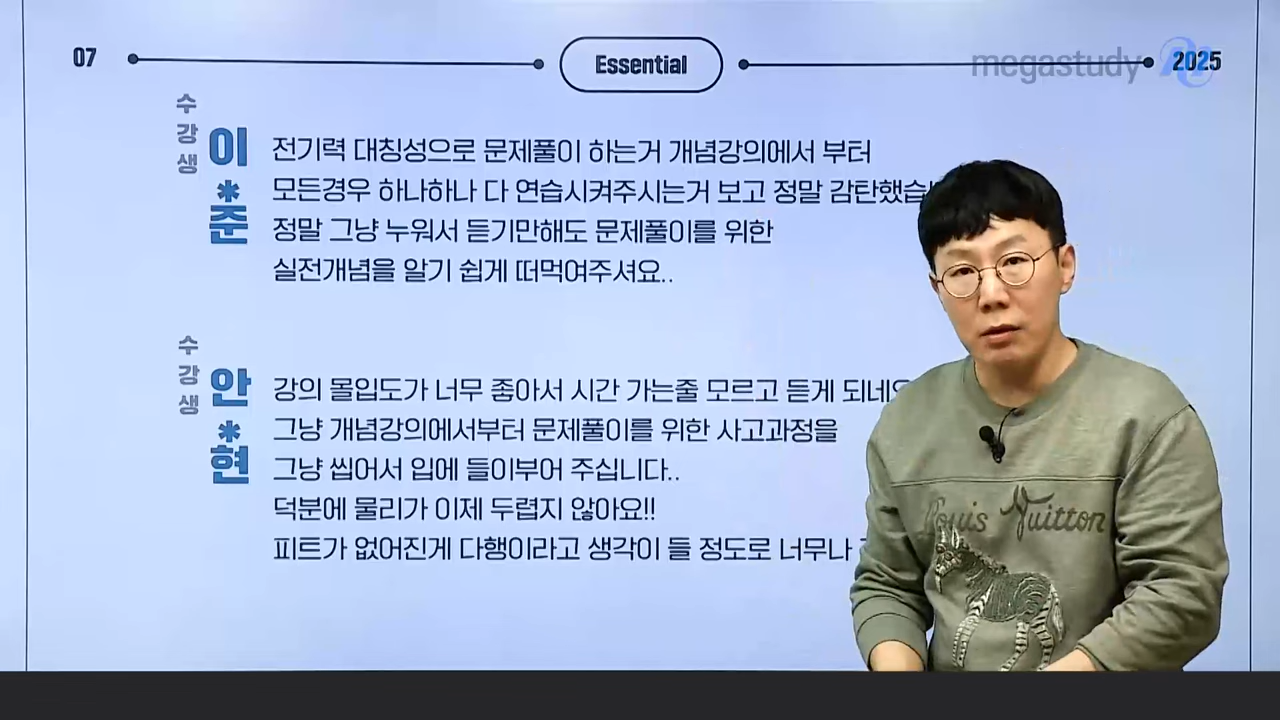 07
Essential
megastudy
2025
수강생
이*준
전기력 대칭성으로 문제풀이 하는거 개념강의에서 부터
모든경우 하나하나 다 연습시켜주시는거 보고 정말 감탄했습
정말 그냥 누워서 듣기만해도 문제풀이를 위한
실전개념을 알기 쉽게 떠먹여주셔요..
수강생
안*현
강의 몰입도가 너무 좋아서 시간 가는줄 모르고 듣게 되네요
그냥 개념강의에서부터 문제풀이를 위한 사고과정을
그냥 씹어서 입에 들이부어 주십니다..
덕분에 물리가 이제 두렵지 않아요!!
피트가 없어진게 다행이라고 생각이 들 정도로 너무나
Louis Vuitton